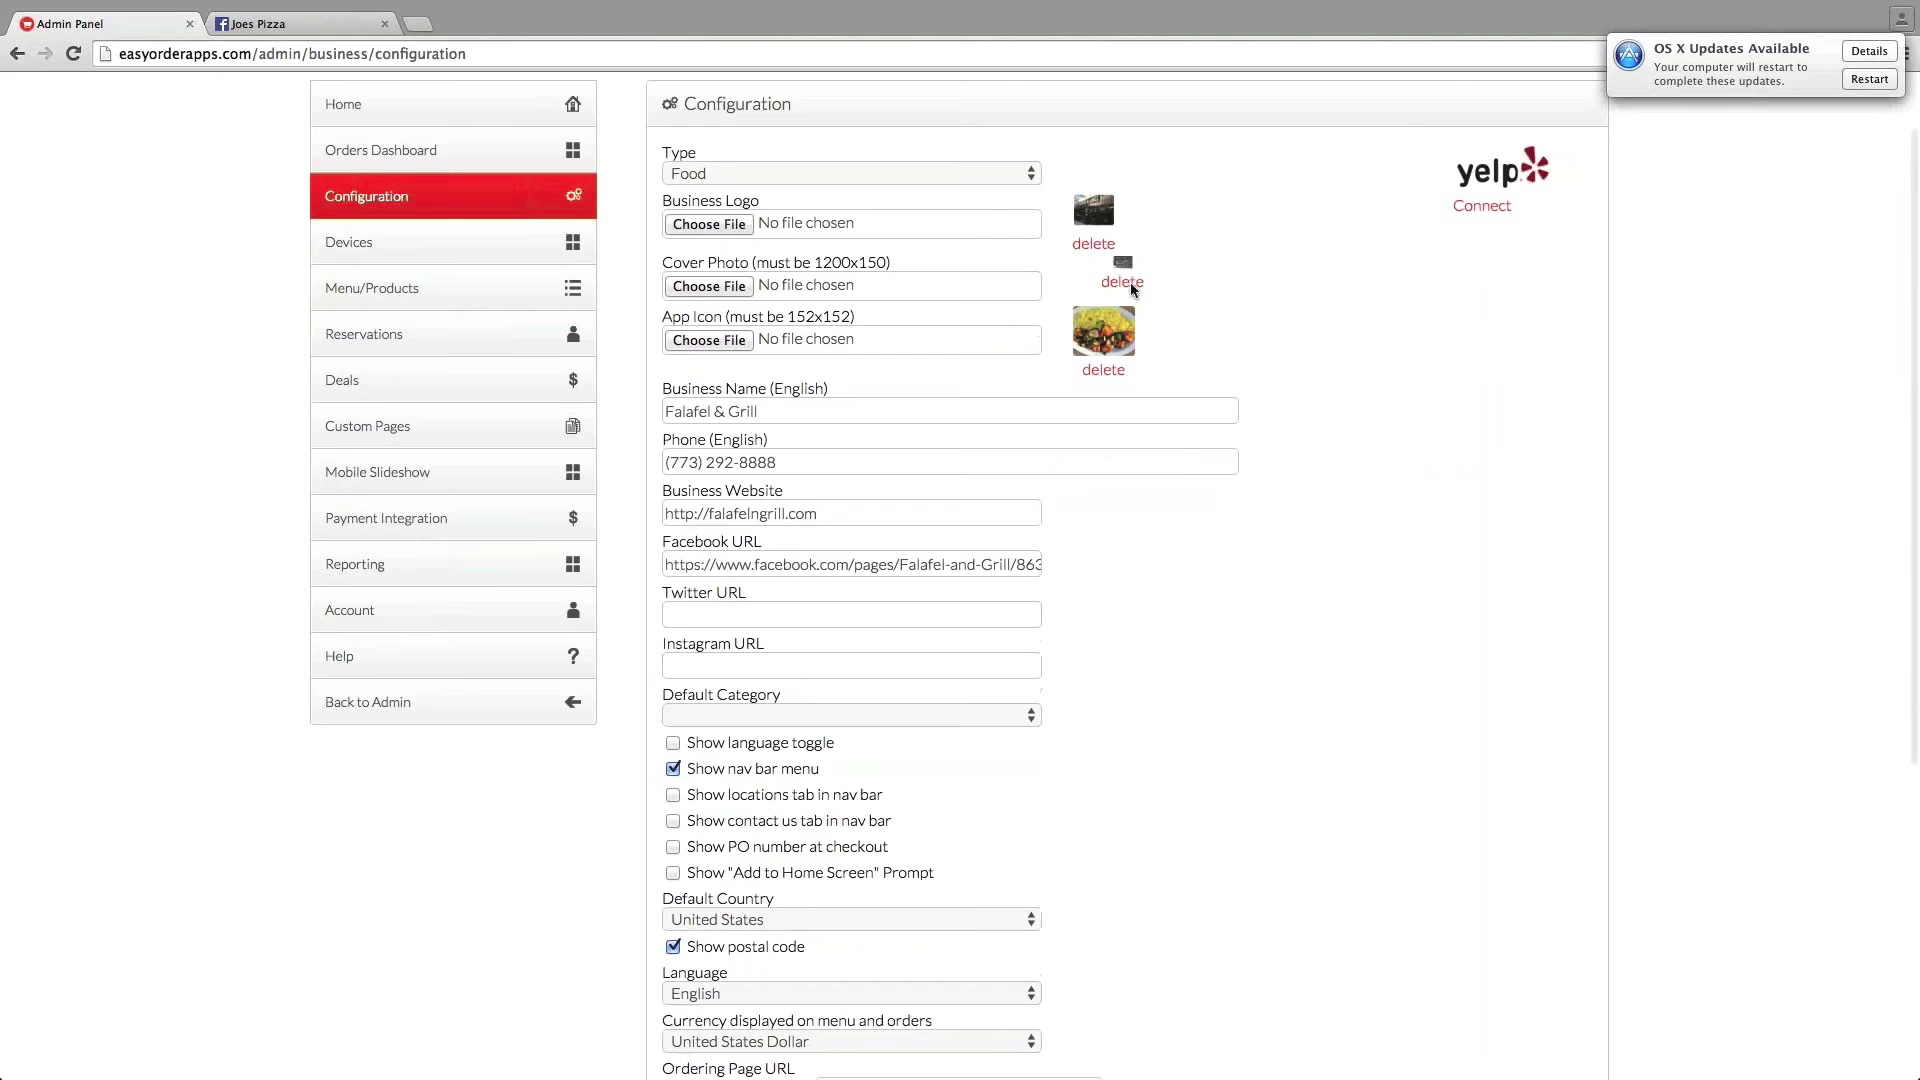 Admin Panel
Joes Pizza
easyorderapps.com/admin/business/configuration
OS X Updates Available
Your computer will restart to
complete these updates.
Details
Restart
Home
Orders Dashboard
Configuration
Devices
Menu/Products
Reservations
Deals
Custom Pages
Mobile Slideshow
Payment Integration
Reporting
Account
Help
Back to Admin
Configuration
Type
Food
Business Logo
Choose File No file chosen
delete
Cover Photo (must be 1200x150)
Choose File No file chosen
delete
App Icon (must be 152x152)
Choose File No file chosen
delete
yelp
Connect
Business Name (English)
Falafel & Grill
Phone (English)
(773) 292-8888
Business Website
http://falafelngrill.com
Facebook URL
https://www.facebook.com/pages/Falafel-and-Grill/863
Twitter URL
Instagram URL
Default Category
Show language toggle
Show nav bar menu
Show locations tab in nav bar
Show contact us tab in nav bar
Show PO number at checkout
Show "Add to Home Screen" Prompt
Default Country
United States
Show postal code
Language
English
Currency displayed on menu and orders
United States Dollar
Ordering Page URL